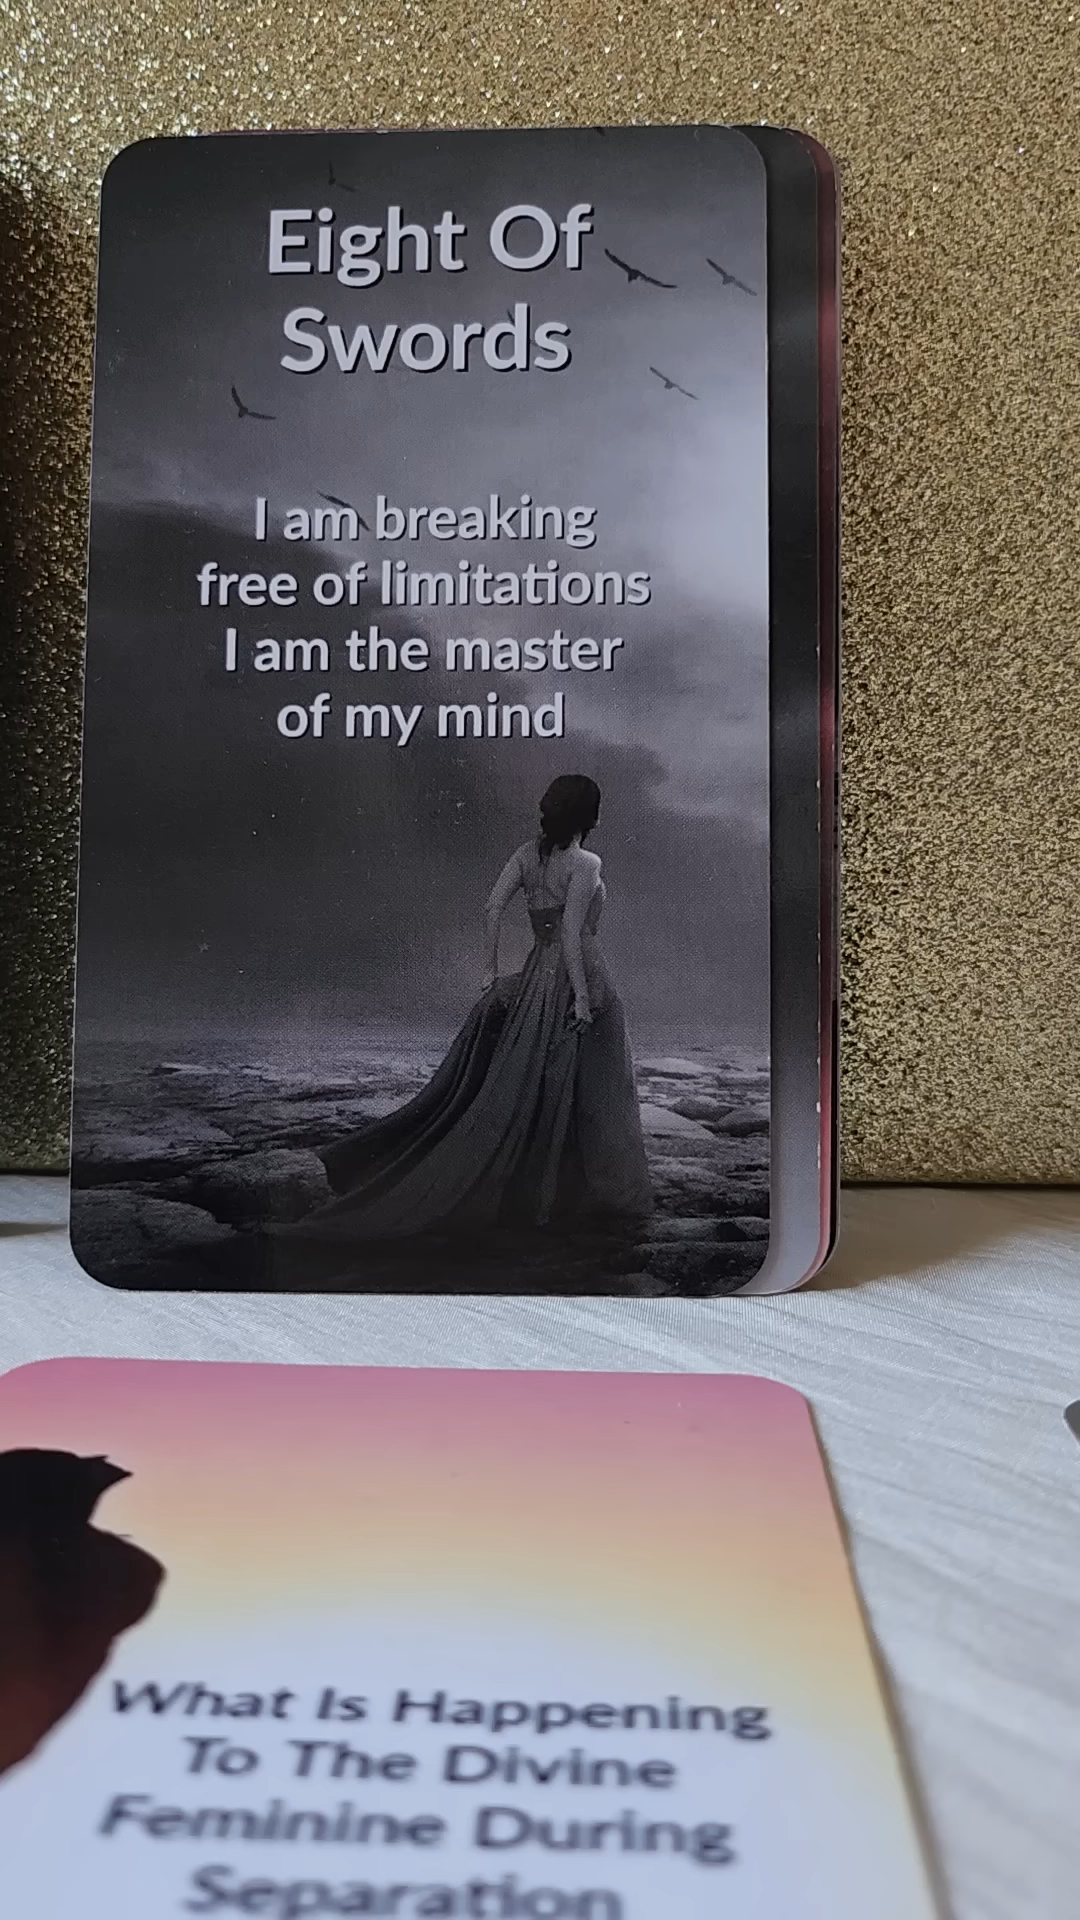 Eight Of
Swords
I am breaking
free of limitations
I am the master
of my mind
What Is Happening
To The Divine
Feminine During
Separation